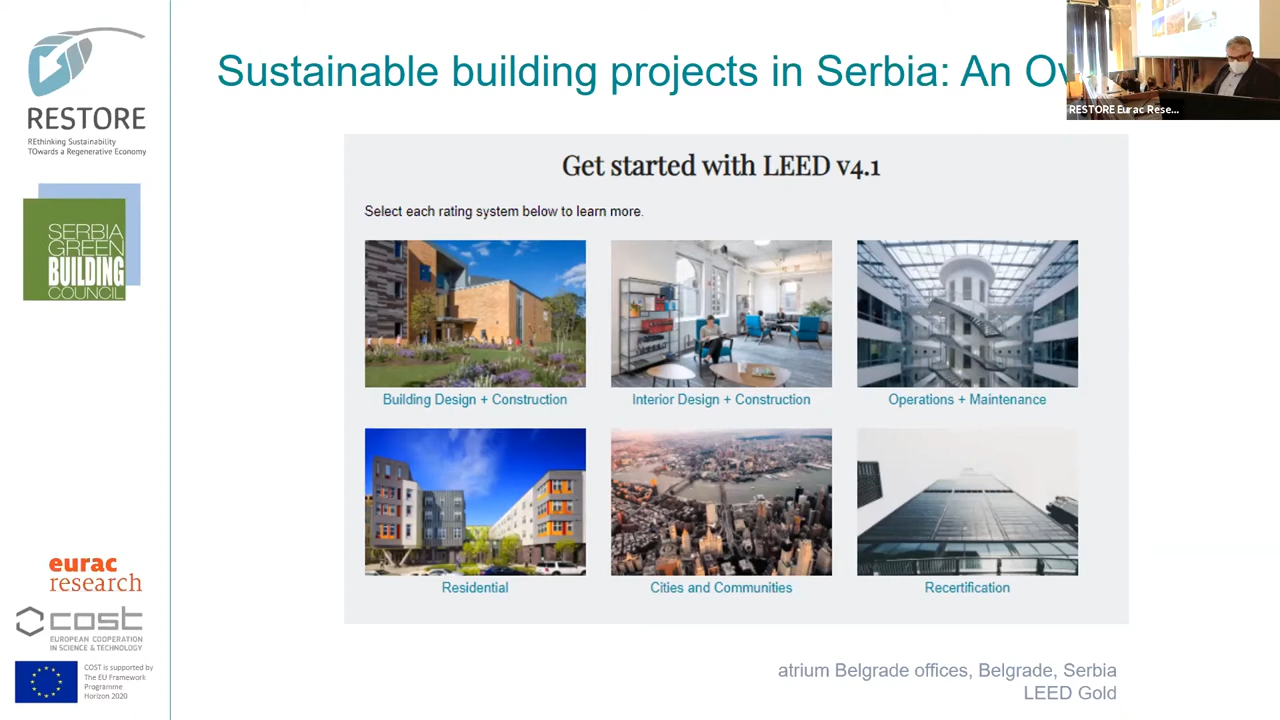 RESTORE
REthinking Sustainability
TOwards a Regenerative Economy
SERBIA
GREEN
BUILDING
COUNCIL
eurac
research
cost
EUROPEAN COOPERATION
IN SCIENCE & TECHNOLOGY
COST is supported by
The EU Framework
Programme
Horizon 2020
Sustainable building projects in Serbia: An Ov
RESTORE Eurac Rese...
Get started with LEED v4.1
Select each rating system below to learn more.
Building Design + Construction
Interior Design + Construction
Operations + Maintenance
Residential
Cities and Communities
Recertification
atrium Belgrade offices, Belgrade, Serbia
LEED Gold